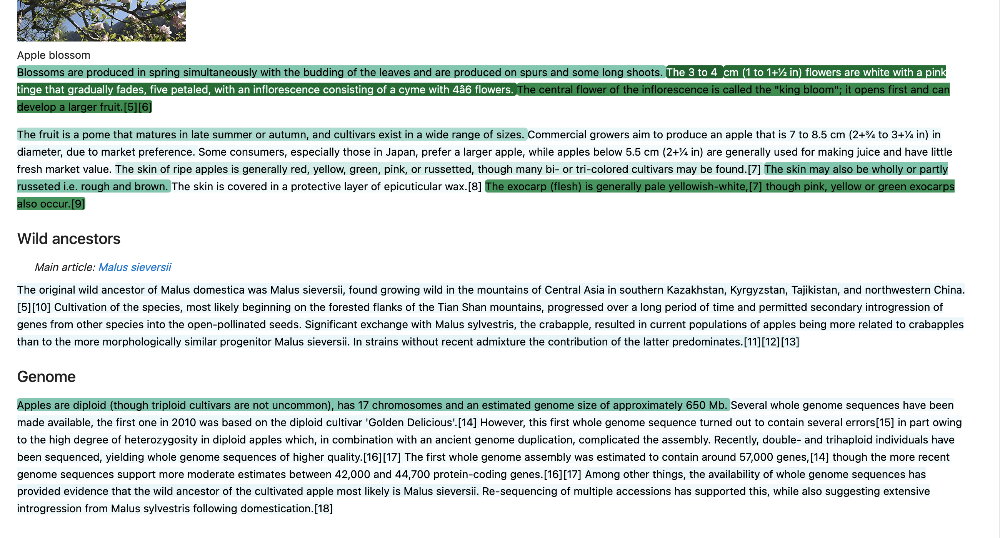 Apple blossom
Blossoms are produced in spring simultaneously with the budding of the leaves and are produced on spurs and some long shoots. The 3 to 4 cm (1 to 1+½ in) flowers are white with a pink
tinge that gradually fades, five petaled, with an inflorescence consisting of a cyme with 4â6 flowers. The central flower of the inflorescence is called the "king bloom"; it opens first and can
develop a larger fruit.[5][6]
The fruit is a pome that matures in late summer or autumn, and cultivars exist in a wide range of sizes. Commercial growers aim to produce an apple that is 7 to 8.5 cm (2+¾ to 3+¼ in) in
diameter, due to market preference. Some consumers, especially those in Japan, prefer a larger apple, while apples below 5.5 cm (2+¼ in) are generally used for making juice and have little
fresh market value. The skin of ripe apples is generally red, yellow, green, pink, or russetted, though many bi- or tri-colored cultivars may be found.[7] The skin may also be wholly or partly
russeted i.e. rough and brown. The skin is covered in a protective layer of epicuticular wax.[8] The exocarp (flesh) is generally pale yellowish-white,[7] though pink, yellow or green exocarps
also occur.[9]
Wild ancestors
Main article: Malus sieversii
The original wild ancestor of Malus domestica was Malus sieversii, found growing wild in the mountains of Central Asia in southern Kazakhstan, Kyrgyzstan, Tajikistan, and northwestern China.
[5][10] Cultivation of the species, most likely beginning on the forested flanks of the Tian Shan mountains, progressed over a long period of time and permitted secondary introgression of
genes from other species into the open-pollinated seeds. Significant exchange with Malus sylvestris, the crabapple, resulted in current populations of apples being more related to crabapples
than to the more morphologically similar progenitor Malus sieversii. In strains without recent admixture the contribution of the latter predominates.[11][12][13]
Genome
Apples are diploid (though triploid cultivars are not uncommon), has 17 chromosomes and an estimated genome size of approximately 650 Mb. Several whole genome sequences have been
made available, the first one in 2010 was based on the diploid cultivar 'Golden Delicious'.[14] However, this first whole genome sequence turned out to contain several errors[15] in part owing
to the high degree of heterozygosity in diploid apples which, in combination with an ancient genome duplication, complicated the assembly. Recently, double- and trihaploid individuals have
been sequenced, yielding whole genome sequences of higher quality.[16][17] The first whole genome assembly was estimated to contain around 57,000 genes,[14] though the more recent
genome sequences support more moderate estimates between 42,000 and 44,700 protein-coding genes.[16][17] Among other things, the availability of whole genome sequences has
provided evidence that the wild ancestor of the cultivated apple most likely is Malus sieversii. Re-sequencing of multiple accessions has supported this, while also suggesting extensive
introgression from Malus sylvestris following domestication.[18]